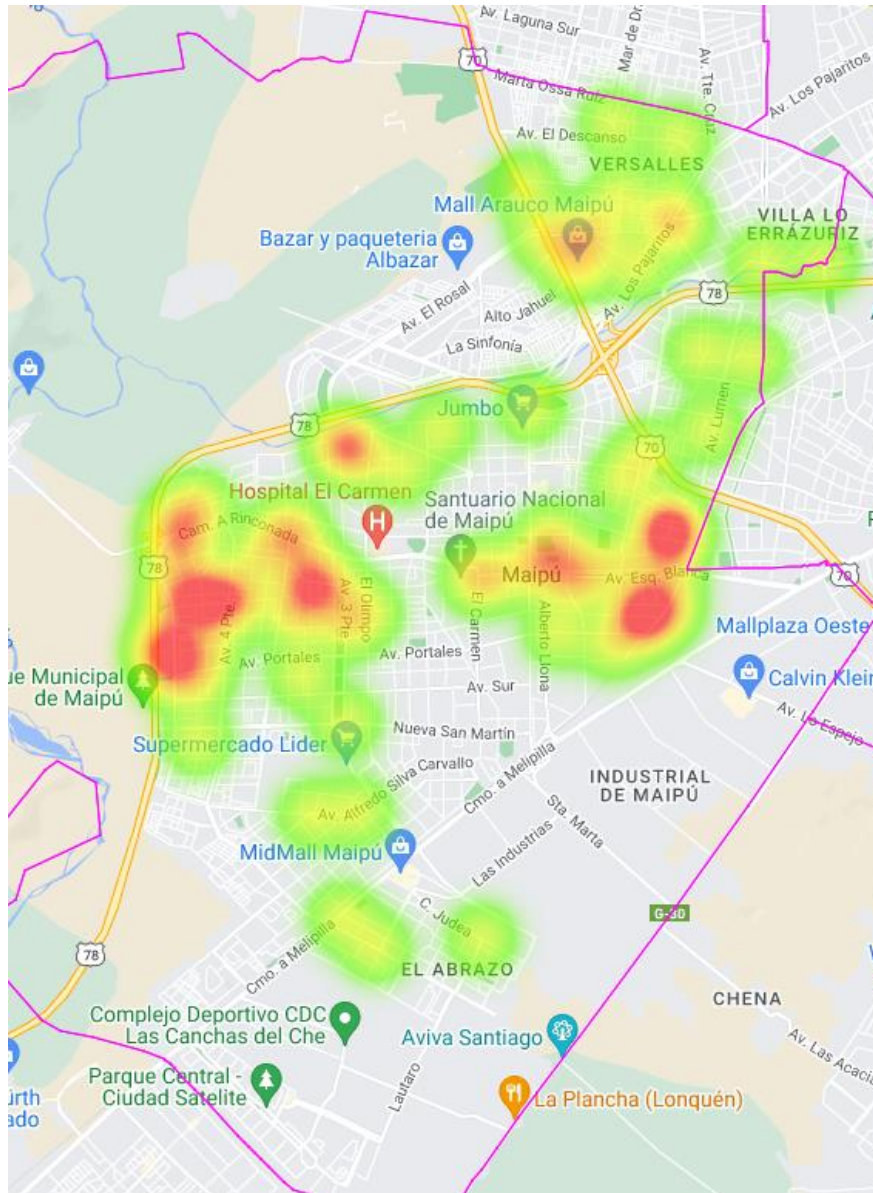 Av. Laguna Sur
Mar de Dr
Av. Tte. Cruz
Av. Los Pajaritos
70
Marta Ossa Ruiz
Av. El Descanso
VERSALLES
Mall Arauco Maipú
VILLA LO
ERRÁZURIZ
Bazar y paqueteria
Albazar
Av. Los Pajaritos
78
Av. El Rosal
Alto Jahuel
La Sinfonía
Jumbo
Av. Lumen
78
70
Hospital El Carmen
Santuario Nacional
de Maipú
Cam. A Rinconada
H
78
Maipú
Av. Esq. Blanca
70
El Olimpo
Av. 3 Pte.
Av. 4 Pte.
El Carmen
Alberto Llona
Mallplaza Oeste
Av. Portales
Av. Portales
ue Municipal
de Maipú
Av. Sur
Calvin Klein
Av. Lo Espejo
Nueva San Martín
Supermercado Lider
Av. Alfredo Silva Carvallo
Cmo. a Melipilla
INDUSTRIAL
DE MAIPÚ
Sta. Marta
MidMall Maipú
Las Industrias
C. Judea
G-30
78
Cmo. a Melipilla
EL ABRAZO
CHENA
Complejo Deportivo CDC
Las Canchas del Che
Aviva Santiago
Av. Las Acacia
Parque Central -
Ciudad Satelite
Lautaro
La Plancha (Lonquén)
ürth
ado